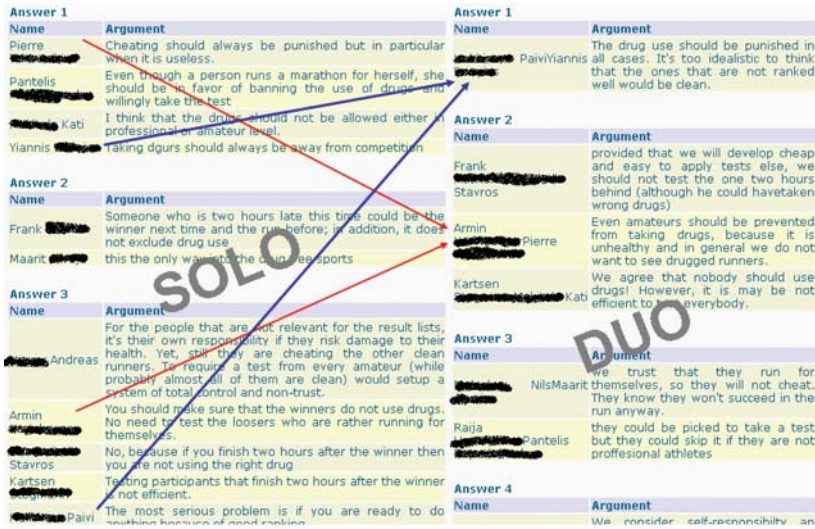 Answer 1
Name Argument
Pierre
Cheating should always be punished but in particular
when it is useless.
Pantelis
Even though a person runs a marathon for herself, she
should be in favor of banning the use of drugs and
willingly take the test
Kati
I think that the drugs should not be allowed either in
professional or amateur level.
Yiannis
Taking dgurs should always be away from competition
Answer 2
Name Argument
Frank
Someone who is two hours late this time could be the
winner next time and the run before; in addition, it does
not exclude drug use
Maarit
this the only way into the drug free sports
Answer 3
Name Argument
Andreas
For the people that are not relevant for the result lists,
it's their own responsibility if they risk damage to their
health. Yet, still they are cheating the other clean
runners. To require a test from every amateur (while
probably almost all of them are clean) would setup a
system of total control and non-trust.
Armin
You should make sure that the winners do not use drugs.
No need to test the loosers who are rather running for
themselves.
Stavros
No, because if you finish two hours after the winner then
you are not using the right drug
Kartsen
Testing participants that finish two hours after the winner
is not efficient.
Paivi
The most serious problem is if you are ready to do
anything because of good ranking
SOLO
Answer 1
Name Argument
PaiviYiannis
The drug use should be punished in
all cases. It's too idealistic to think
that the ones that are not ranked
well would be clean.
Answer 2
Name Argument
Frank
Stavros
provided that we will develop cheap
and easy to apply tests else, we
should not test the one two hours
behind (although he could havetaken
wrong drugs)
Armin
Pierre
Even amateurs should be prevented
from taking drugs, because it is
unhealthy and in general we do not
want to see drugged runners.
Kartsen
Kati
We agree that nobody should use
drugs! However, it is may be not
efficient to test everybody.
Answer 3
Name Argument
NilsMaarit
we trust that they run for
themselves, so they will not cheat.
They know they won't succeed in the
run anyway.
Raija
Pantelis
they could be picked to take a test
but they could skip it if they are not
proffesional athletes
Answer 4
Name Argument
We consider self-responsibilty an
DUO